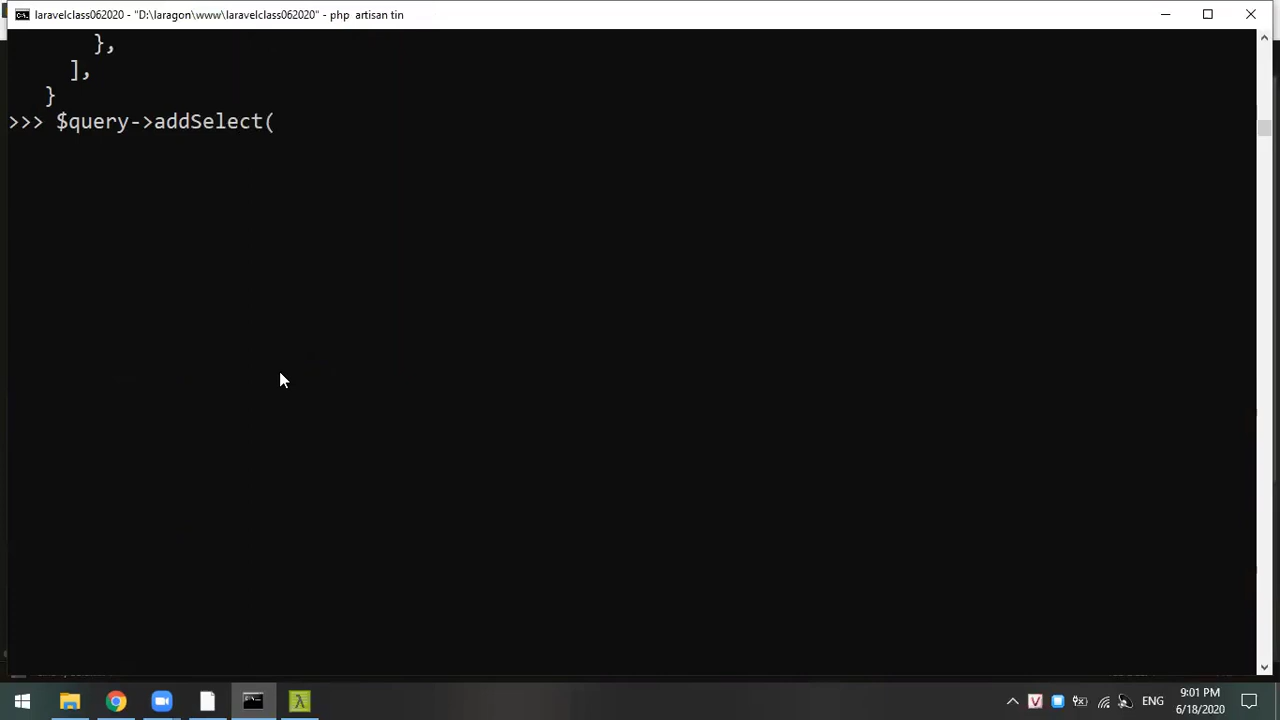 laravelclass062020 - "D:\laragon\www\laravelclass062020" - php artisan tin
},
],
}
>>> $query->addSelect(
ENG
9:01 PM
6/18/2020